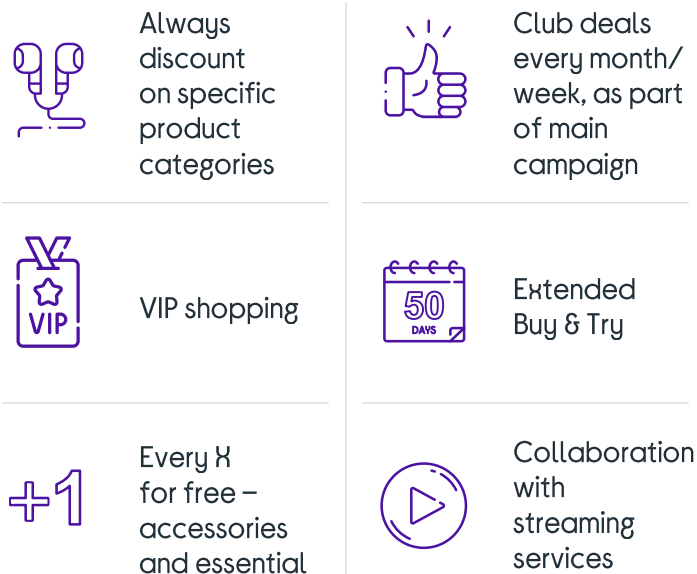 Always
discount
on specific
product
categories
Club deals
every month/
week, as part
of main
campaign
VIP
VIP shopping
50
DAYS
Extended
Buy & Try
+1
Every X
for free –
accessories
and essential
Collaboration
with
streaming
services